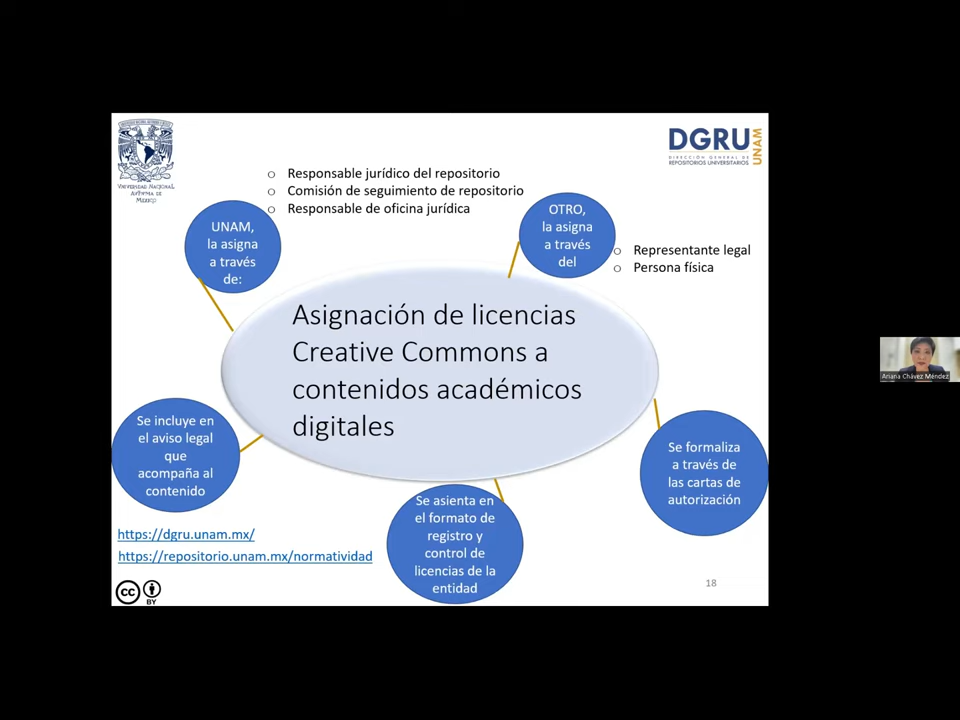 UNIVERSIDAD NACIONAL
AVTÓNOMA DE
MEXICO
DGRU
UNAM
DIRECCIÓN GENERAL DE
REPOSITORIOS UNIVERSITARIOS
o Responsable jurídico del repositorio
o Comisión de seguimiento de repositorio
o Responsable de oficina jurídica
UNAM,
la asigna
a través
de:
OTRO,
la asigna
a través
del
o Representante legal
o Persona física
Asignación de licencias
Creative Commons a
contenidos académicos
digitales
Se incluye en
el aviso legal
que
acompaña al
contenido
Se formaliza
a través de
las cartas de
autorización
Se asienta en
el formato de
registro y
control de
licencias de la
entidad
https://dgru.unam.mx/
https://repositorio.unam.mx/normatividad
cc
BY
18
Ariana Chávez Méndez